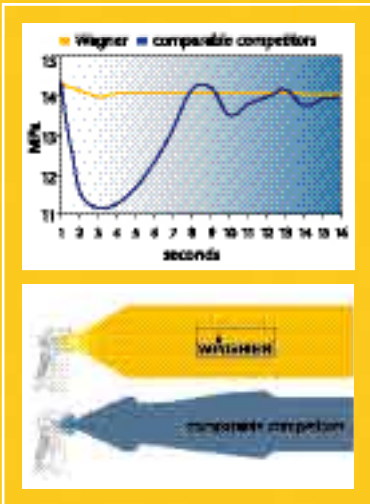 Wagner comparable competitors
15
14
13
12
11
MPa
1 2 3 4 5 6 7 8 9 10 11 12 13 14 15 16
seconds
WAGNER
comparable competitors